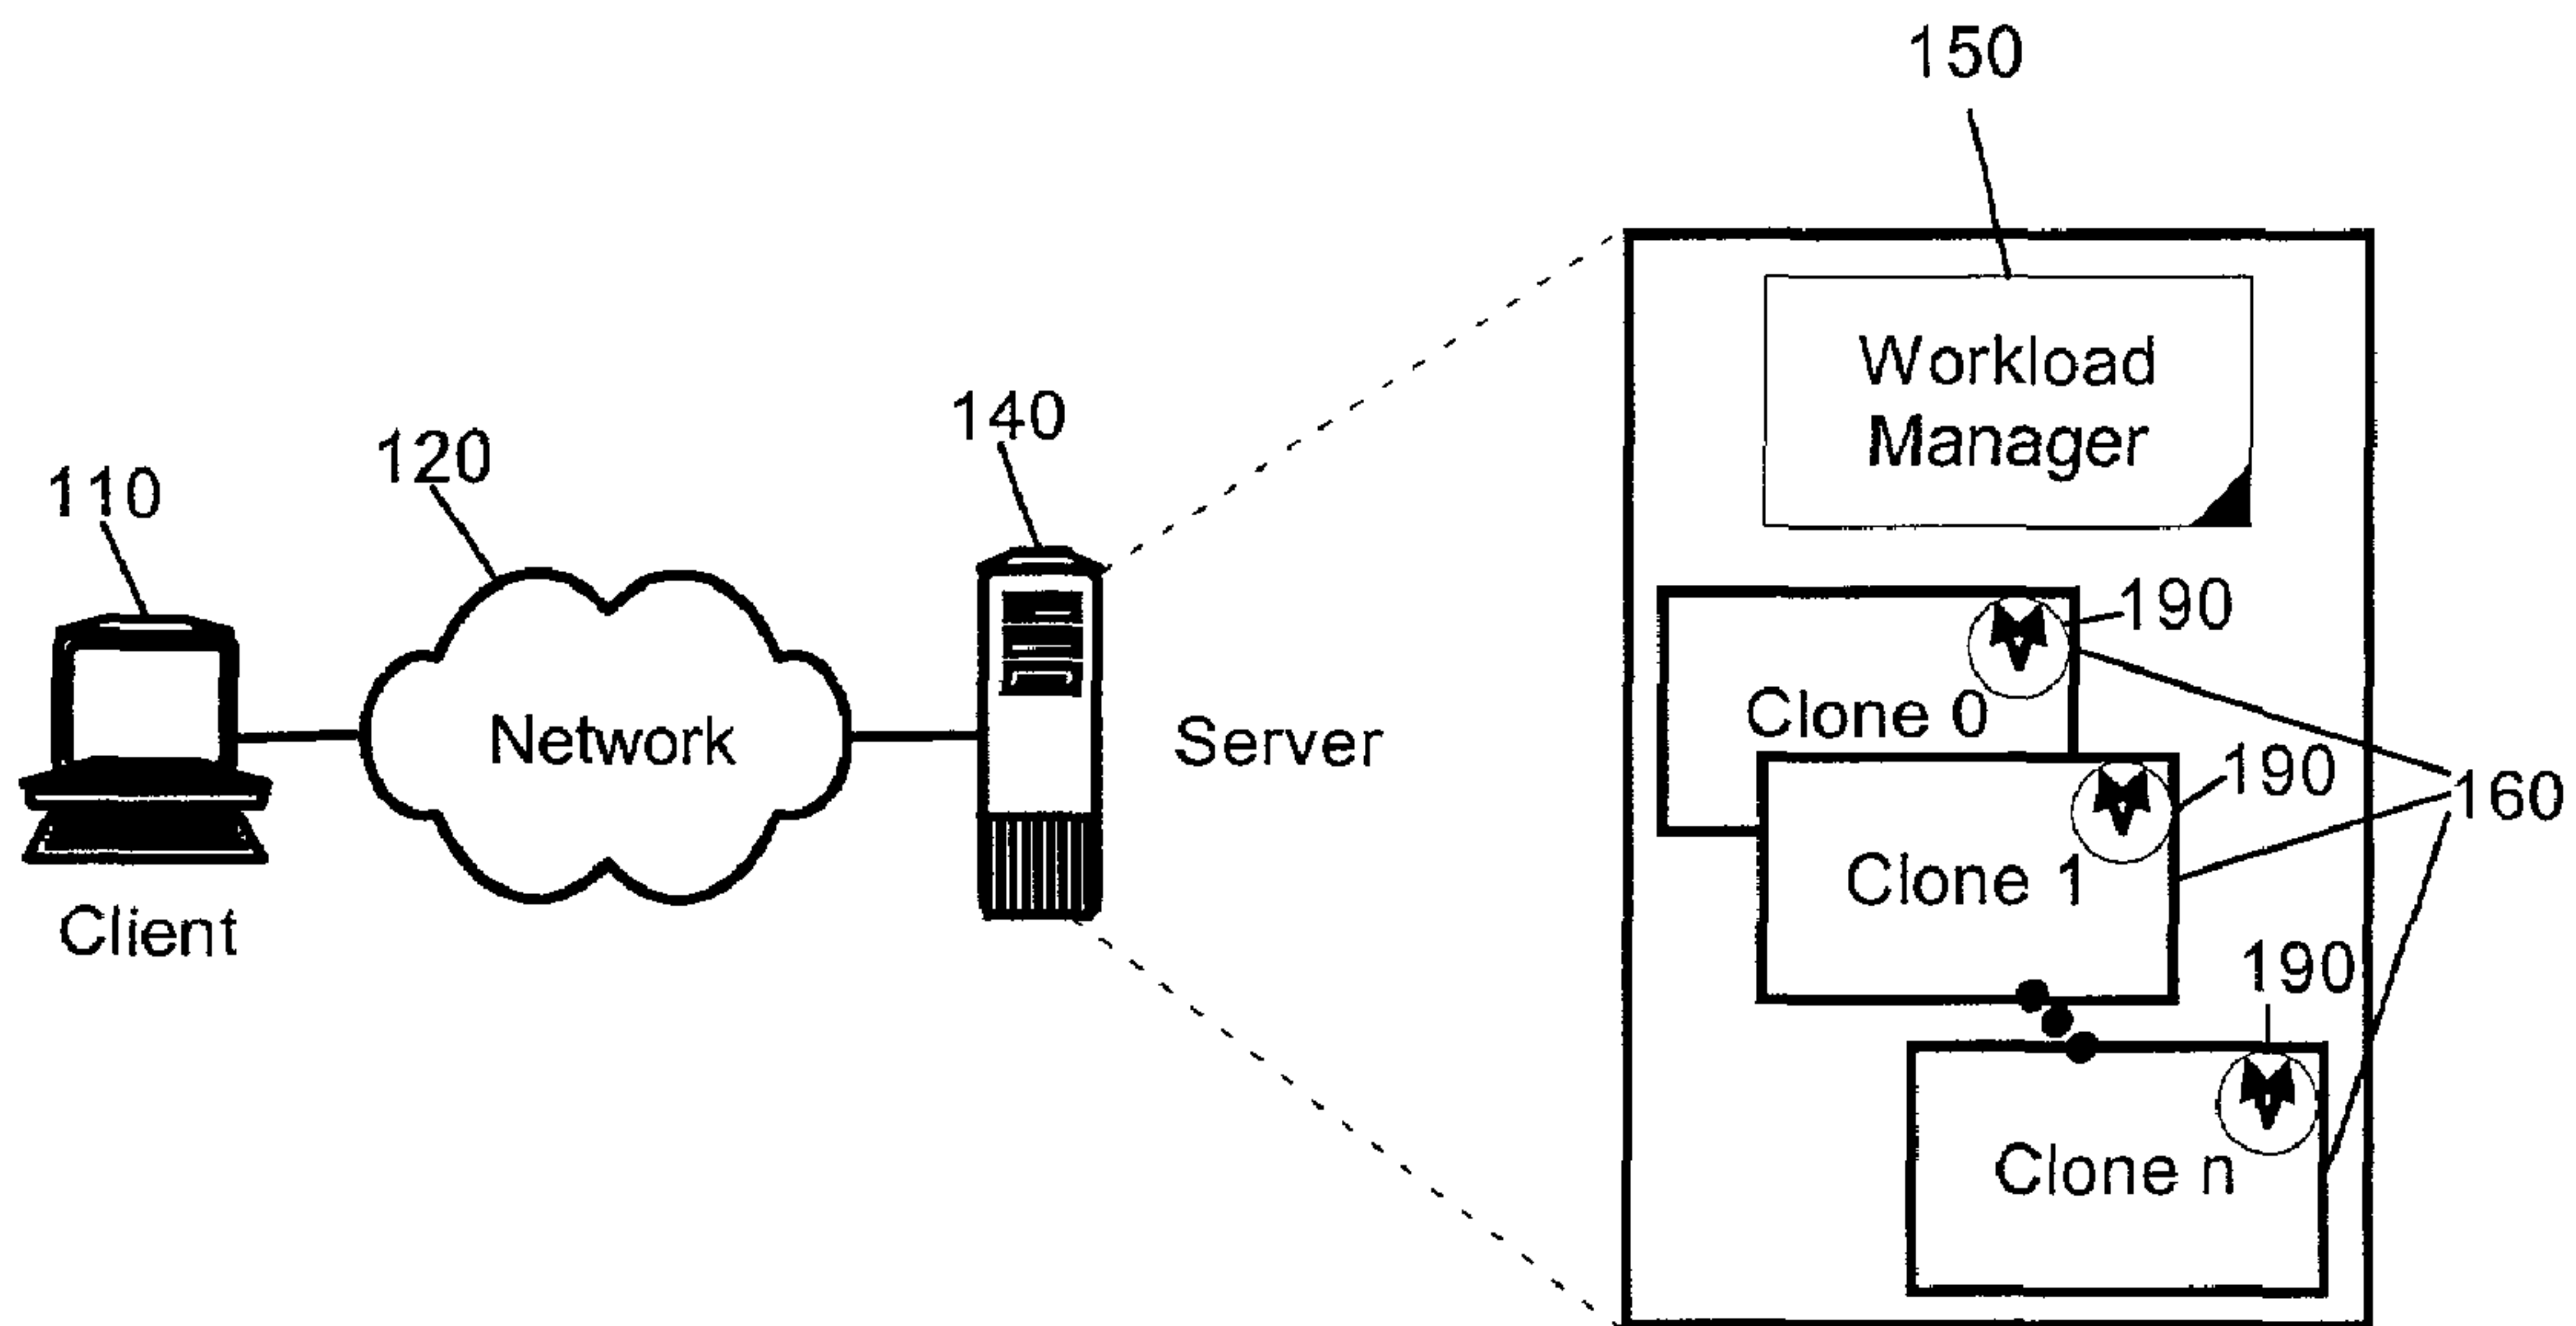 150
Workload
Manager
140
120
110
190
Clone 0
Network
Server
190
160
Clone 1
Client
190
Clone n